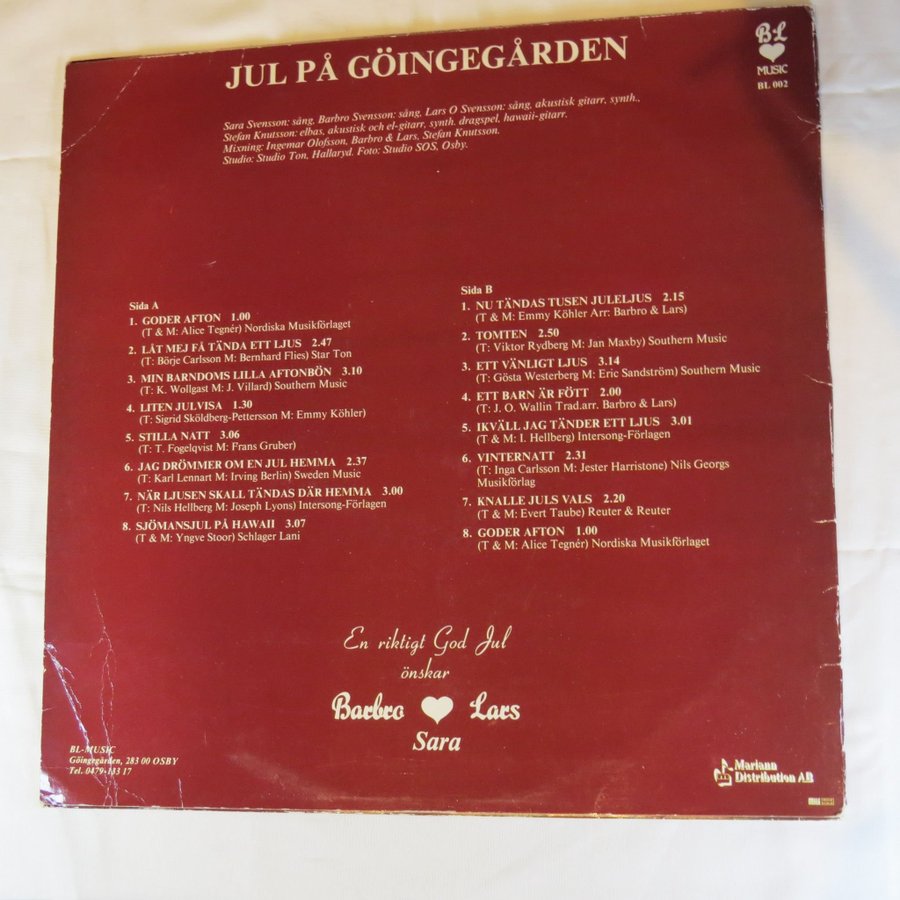 JUL PÅ GÖINGEGÅRDEN
B·L
MUSIC
BL 002
Sara Svensson: sång, Barbro Svensson: sång, Lars O Svensson: sång, akustisk gitarr, synth.,
Stefan Knutsson: elbas, akustisk och el-gitarr, synth. dragspel, hawaii-gitarr.
Mixning: Ingemar Olofsson, Barbro & Lars, Stefan Knutsson.
Studio: Studio Ton, Hallaryd. Foto: Studio SOS, Osby.
Sida A
1. GODER AFTON 1.00
(T & M: Alice Tegnér) Nordiska Musikförlaget
2. LÅT MEJ FÅ TÄNDA ETT LJUS 2.47
(T: Börje Carlsson M: Bernhard Flies) Star Ton
3. MIN BARNDOMS LILLA AFTONBÖN 3.10
(T: K. Wollgast M: J. Villard) Southern Music
4. LITEN JULVISA 1.30
(T: Sigrid Sköldberg-Pettersson M: Emmy Köhler)
5. STILLA NATT 3.06
(T: T. Fogelqvist M: Frans Gruber)
6. JAG DRÖMMER OM EN JUL HEMMA 2.37
(T: Karl Lennart M: Irving Berlin) Sweden Music
7. NÄR LJUSEN SKALL TÄNDAS DÄR HEMMA 3.00
(T: Nils Hellberg M: Joseph Lyons) Intersong-Förlagen
8. SJÖMANSJUL PÅ HAWAII 3.07
(T & M: Yngve Stoor) Schlager Lani
Sida B
1. NU TÄNDAS TUSEN JULELJUS 2.15
(T & M: Emmy Köhler Arr: Barbro & Lars)
2. TOMTEN 2.50
(T: Viktor Rydberg M: Jan Maxby) Southern Music
3. ETT VÄNLIGT LJUS 3.14
(T: Gösta Westerberg M: Eric Sandström) Southern Music
4. ETT BARN ÄR FÖTT 2.00
(T: J. O. Wallin Trad.arr. Barbro & Lars)
5. IKVÄLL JAG TÄNDER ETT LJUS 3.01
(T & M: I. Hellberg) Intersong-Förlagen
6. VINTERNATT 2.31
(T: Inga Carlsson M: Jester Harristone) Nils Georgs
Musikförlag
7. KNALLE JULS VALS 2.20
(T & M: Evert Taube) Reuter & Reuter
8. GODER AFTON 1.00
(T & M: Alice Tegnér) Nordiska Musikförlaget
En riktigt God Jul
önskar
Barbro Lars
Sara
BL-MUSIC
Göingegården, 283 00 OSBY
Tel. 0479-133 17
Mariann
Distribution AB